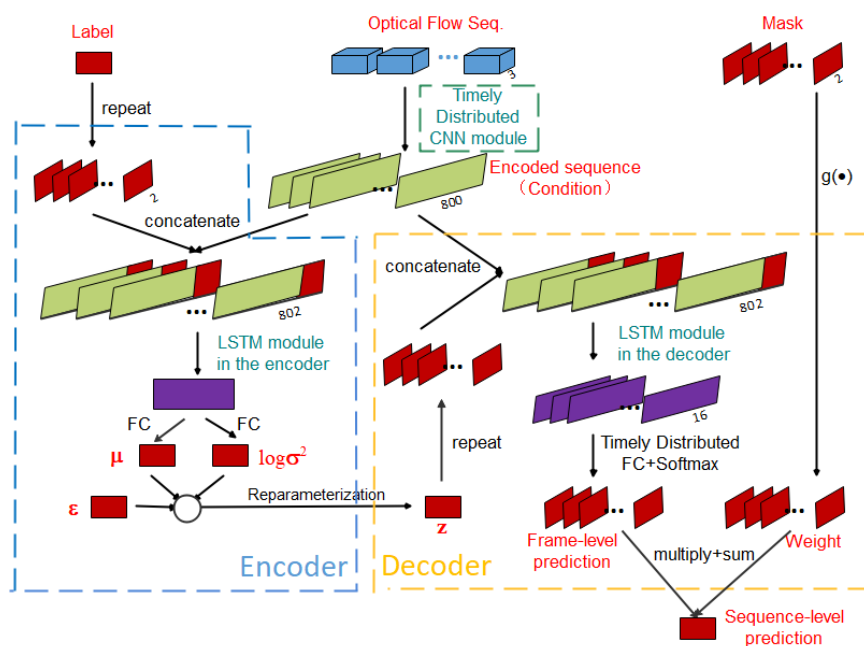 Label
Optical Flow Seq.
Mask
...
3
...
2
repeat
Timely
Distributed
CNN module
...
2
Encoded sequence
（Condition）
...
800
g(•)
concatenate
concatenate
...
802
...
802
LSTM module
in the encoder
LSTM module
in the decoder
...
...
16
FC
FC
repeat
Timely Distributed
FC+Softmax
μ
logσ²
ε
Reparameterization
z
...
...
Frame-level
prediction
multiply+sum
Weight
Encoder
Decoder
Sequence-level
prediction